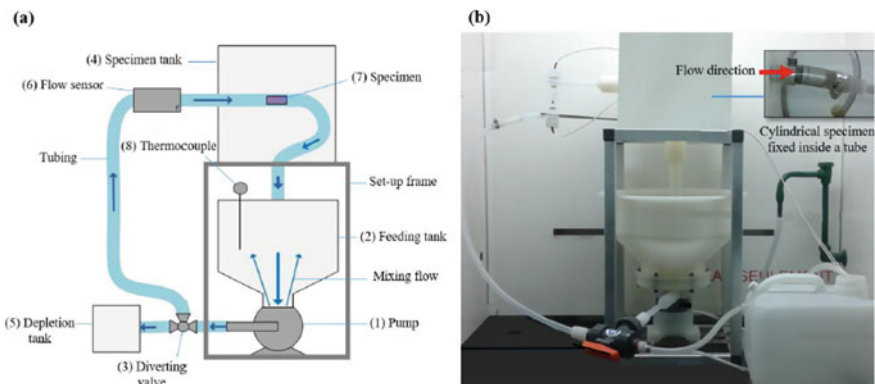 (a)
(4) Specimen tank
(6) Flow sensor
(7) Specimen
Tubing
(8) Thermocouple
Set-up frame
(2) Feeding tank
Mixing flow
(5) Depletion
tank
(1) Pump
(3) Diverting
valve
(b)
Flow direction
Cylindrical specimen
fixed inside a tube
SEULEMENT